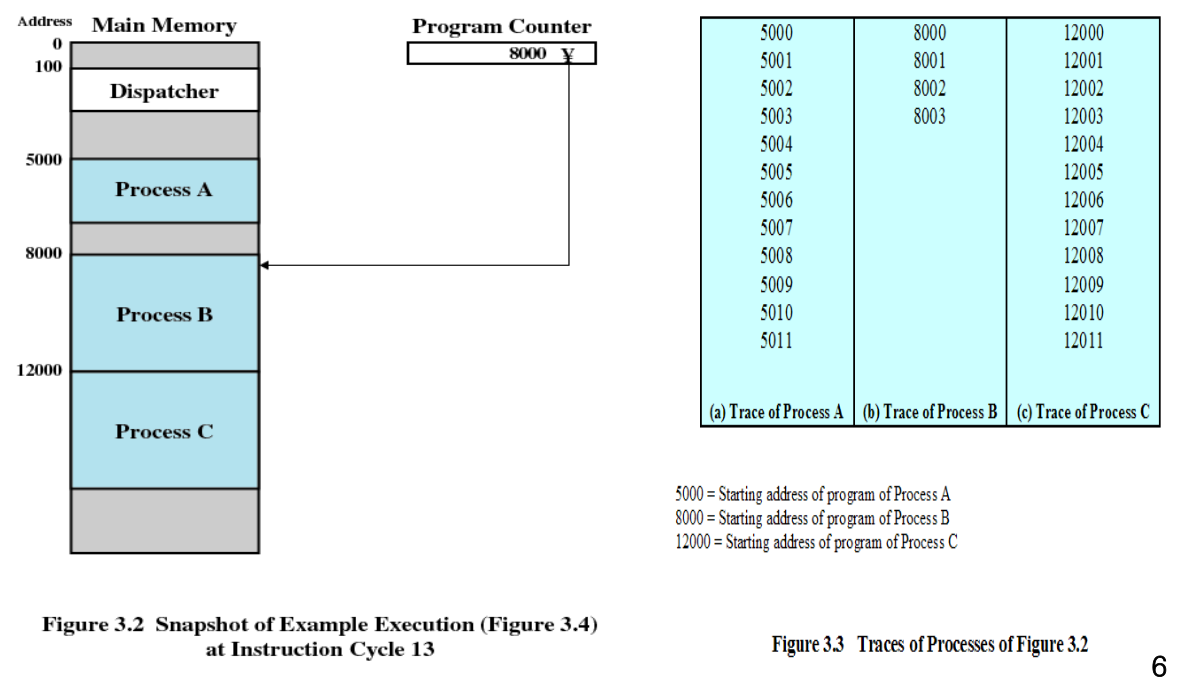 Address Main Memory
0
100
Dispatcher
5000
Process A
8000
Process B
12000
Process C
Program Counter
8000 ¥
Figure 3.2 Snapshot of Example Execution (Figure 3.4)
at Instruction Cycle 13
5000 8000 12000
5001 8001 12001
5002 8002 12002
5003 8003 12003
5004 12004
5005 12005
5006 12006
5007 12007
5008 12008
5009 12009
5010 12010
5011 12011
(a) Trace of Process A (b) Trace of Process B (c) Trace of Process C
5000 = Starting address of program of Process A
8000 = Starting address of program of Process B
12000 = Starting address of program of Process C
Figure 3.3 Traces of Processes of Figure 3.2
6